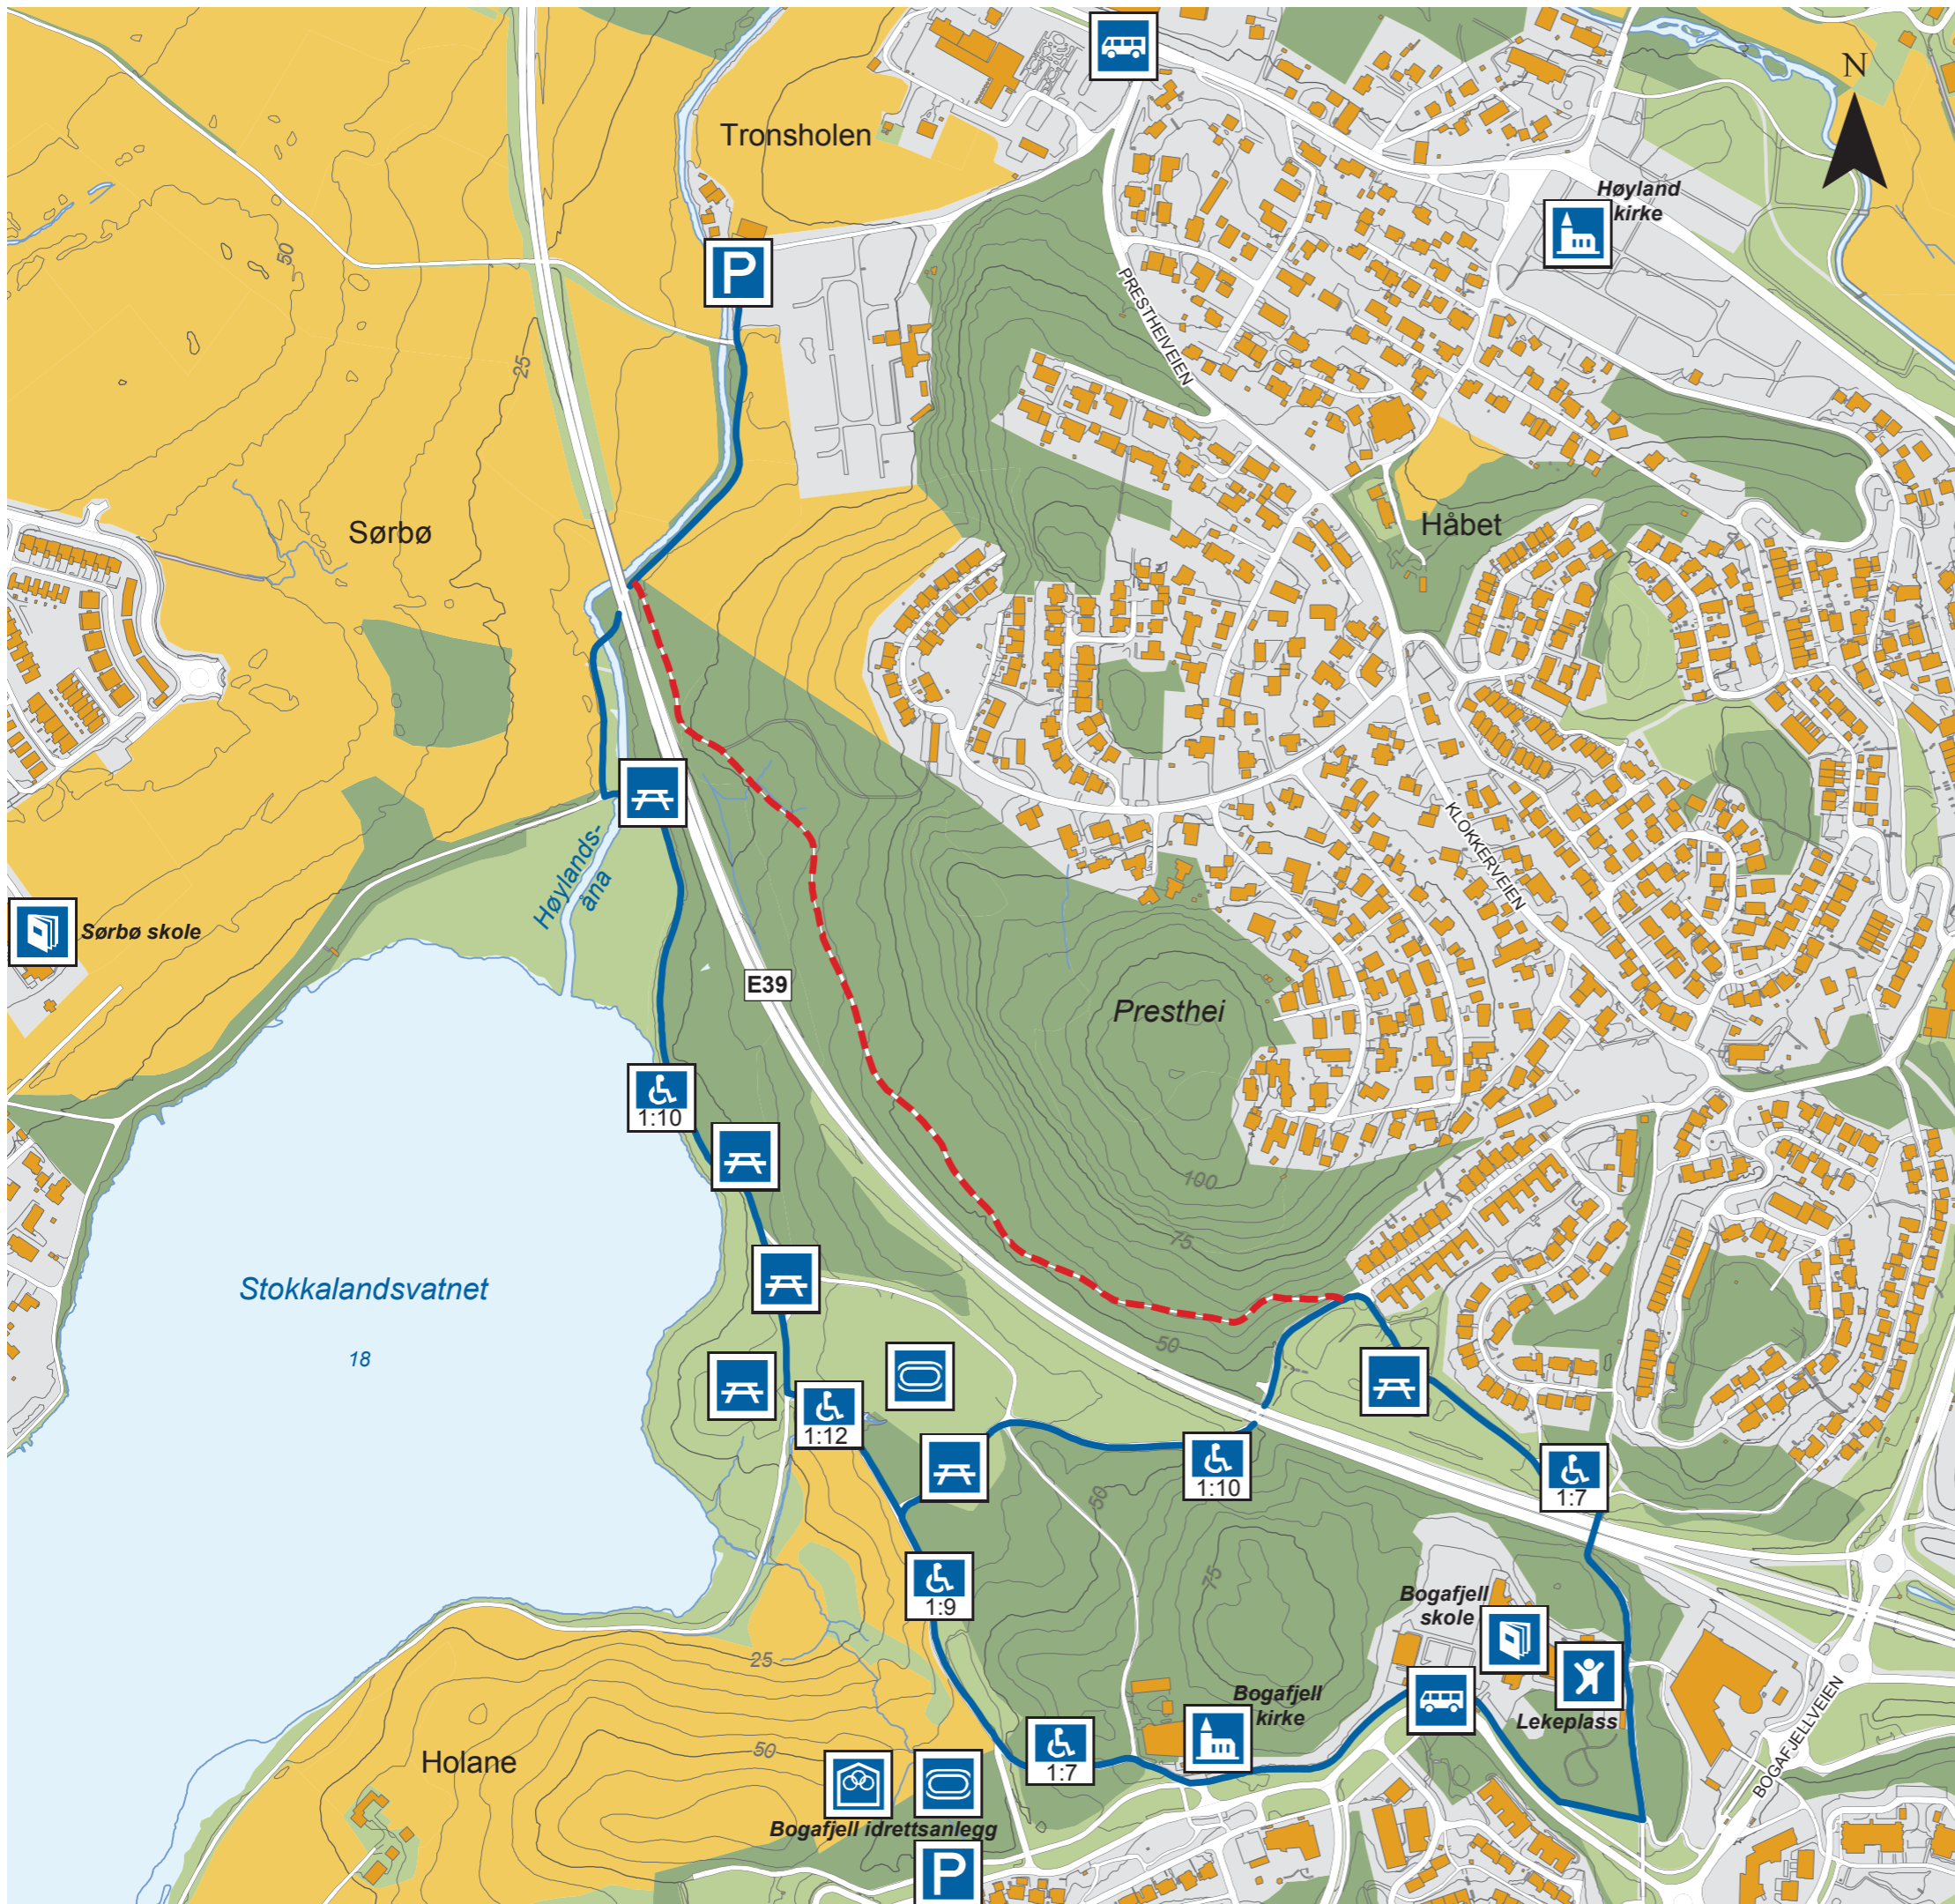 N
Tronsholen
Høyland
kirke
P
50
PRESTHEIVEIEN
25
Sørbø
Håbet
KLOKKERVEIEN
Høylands-
åna
Sørbø skole
E39
Presthei
1:10
100
75
Stokkalandsvatnet
18
50
1:12
1:10
1:7
50
75
1:9
Bogafjell
skole
25
Bogafjell
kirke
Lekeplass
BOGAFJELLVEIEN
50
1:7
Holane
Bogafjell idrettsanlegg
P